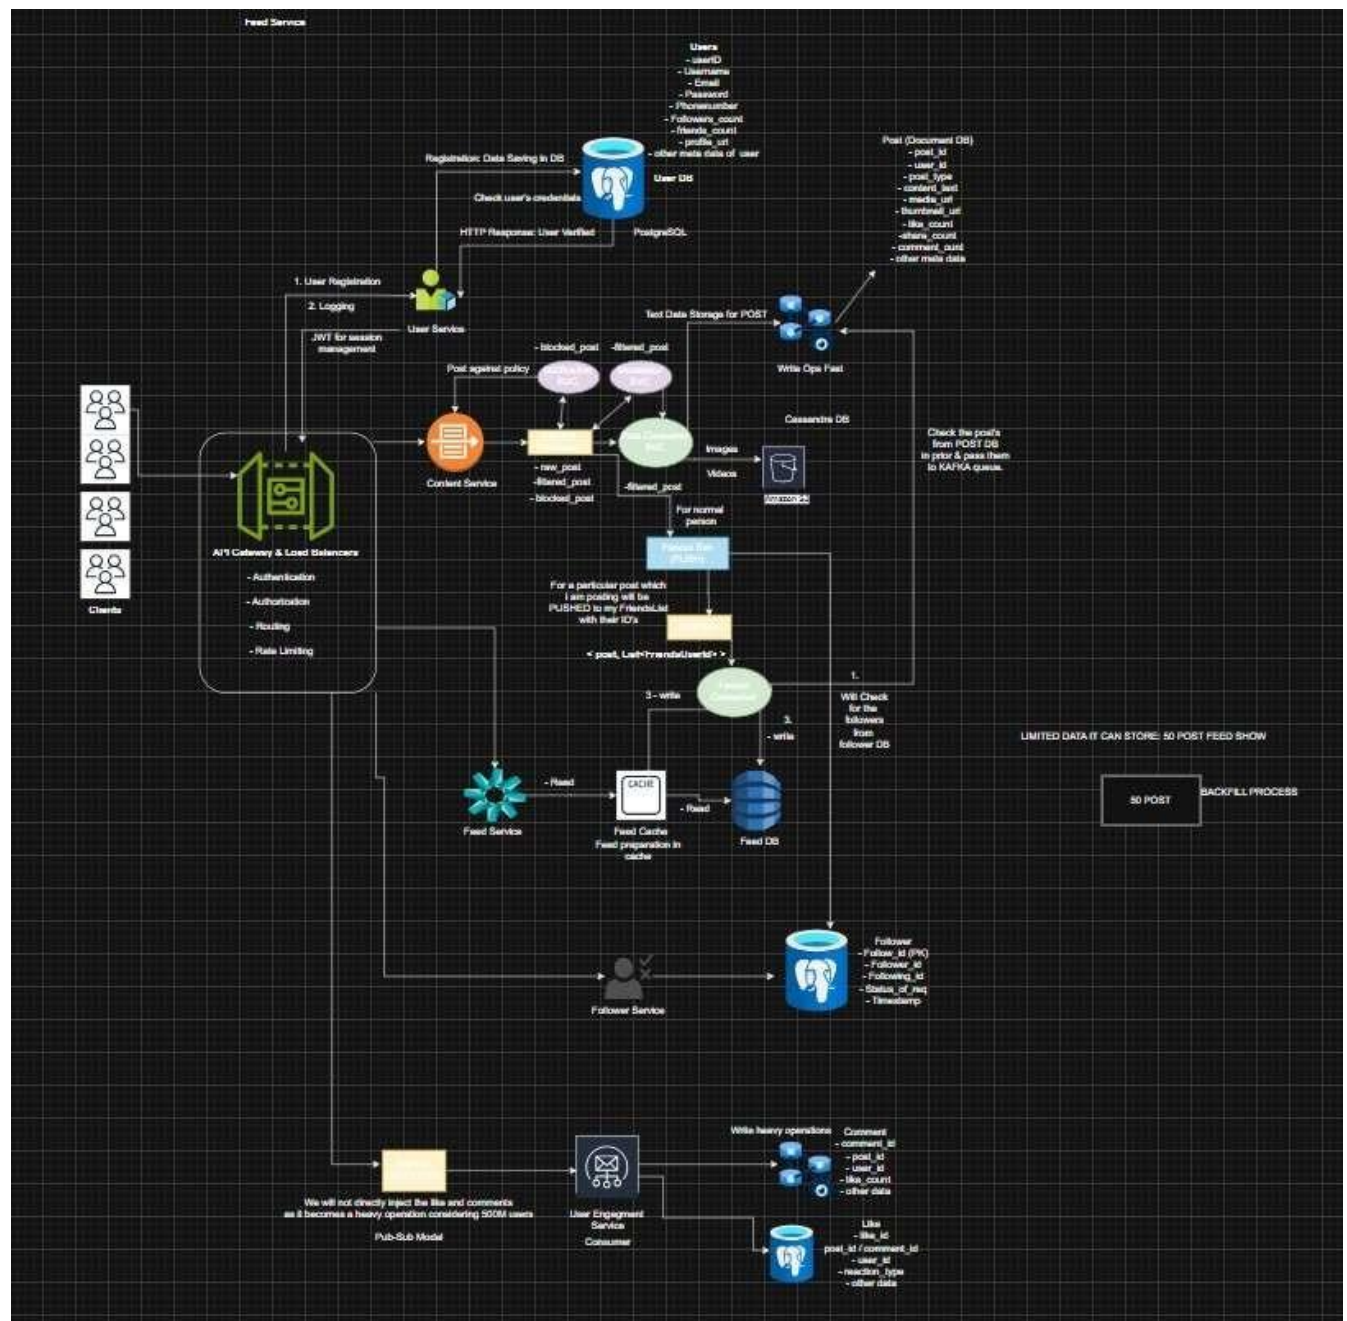 Feed Service
Users
- userID
- Username
- Email
- Password
- Phonenumber
- Followers_count
- friends_count
- profile_url
- other meta data of user
Registration: Data Saving in DB
User DB
Check user's credentials
HTTP Response: User Verified
PostgreSQL
Post (Document DB)
- post_id
- user_id
- post_type
- content_text
- media_url
- thumbnail_url
- like_count
-share_count
- comment_ount
- other meta data
1. User Registration
2. Logging
User Service
JWT for session
management
Text Data Storage for POST
Write Ops Fast
- blocked_post
-filtered_post
Post against policy
Cassandra DB
Content Service
- raw_post
-filtered_post
- blocked_post
-filtered_post
Images
Videos
Amazon S3
Check the post's
from POST DB
in prior & pass them
to KAFKA queue.
For normal
person
API Gateway & Load Balancers
- Authentication
- Authorization
- Routing
- Rate Limiting
Clients
(PUSH)
For a particular post which
I am posting will be
PUSHED to my FriendsList
with their ID's
< post, List<FriendsUserId> >
3 - write
3.
- write
1.
Will Check
for the
followers
from
follower DB
LIMITED DATA IT CAN STORE: 50 POST FEED SHOW
50 POST
BACKFILL PROCESS
- Read
CACHE
- Read
Feed Service
Feed Cache
Feed preparation in
cache
Feed DB
Follower
- Follow_id (PK)
- Follower_id
- Following_id
- Status_of_req
- Timestamp
Follower Service
Write heavy operations
Comment
- comment_id
- post_id
- user_id
- like_count
- other data
We will not directly inject the like and comments
as it becomes a heavy operation considering 500M users
Pub-Sub Model
User Engegment
Service
Consumer
Like
- like_id
post_id / comment_id
- user_id
- reaction_type
- other data